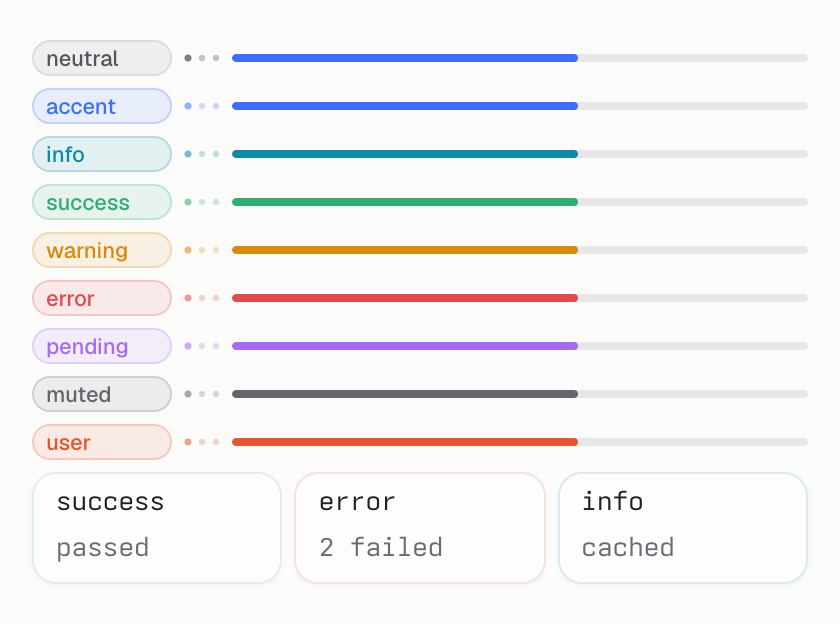 neutral
accent
info
success
warning
error
pending
muted
user
success
passed
error
2 failed
info
cached